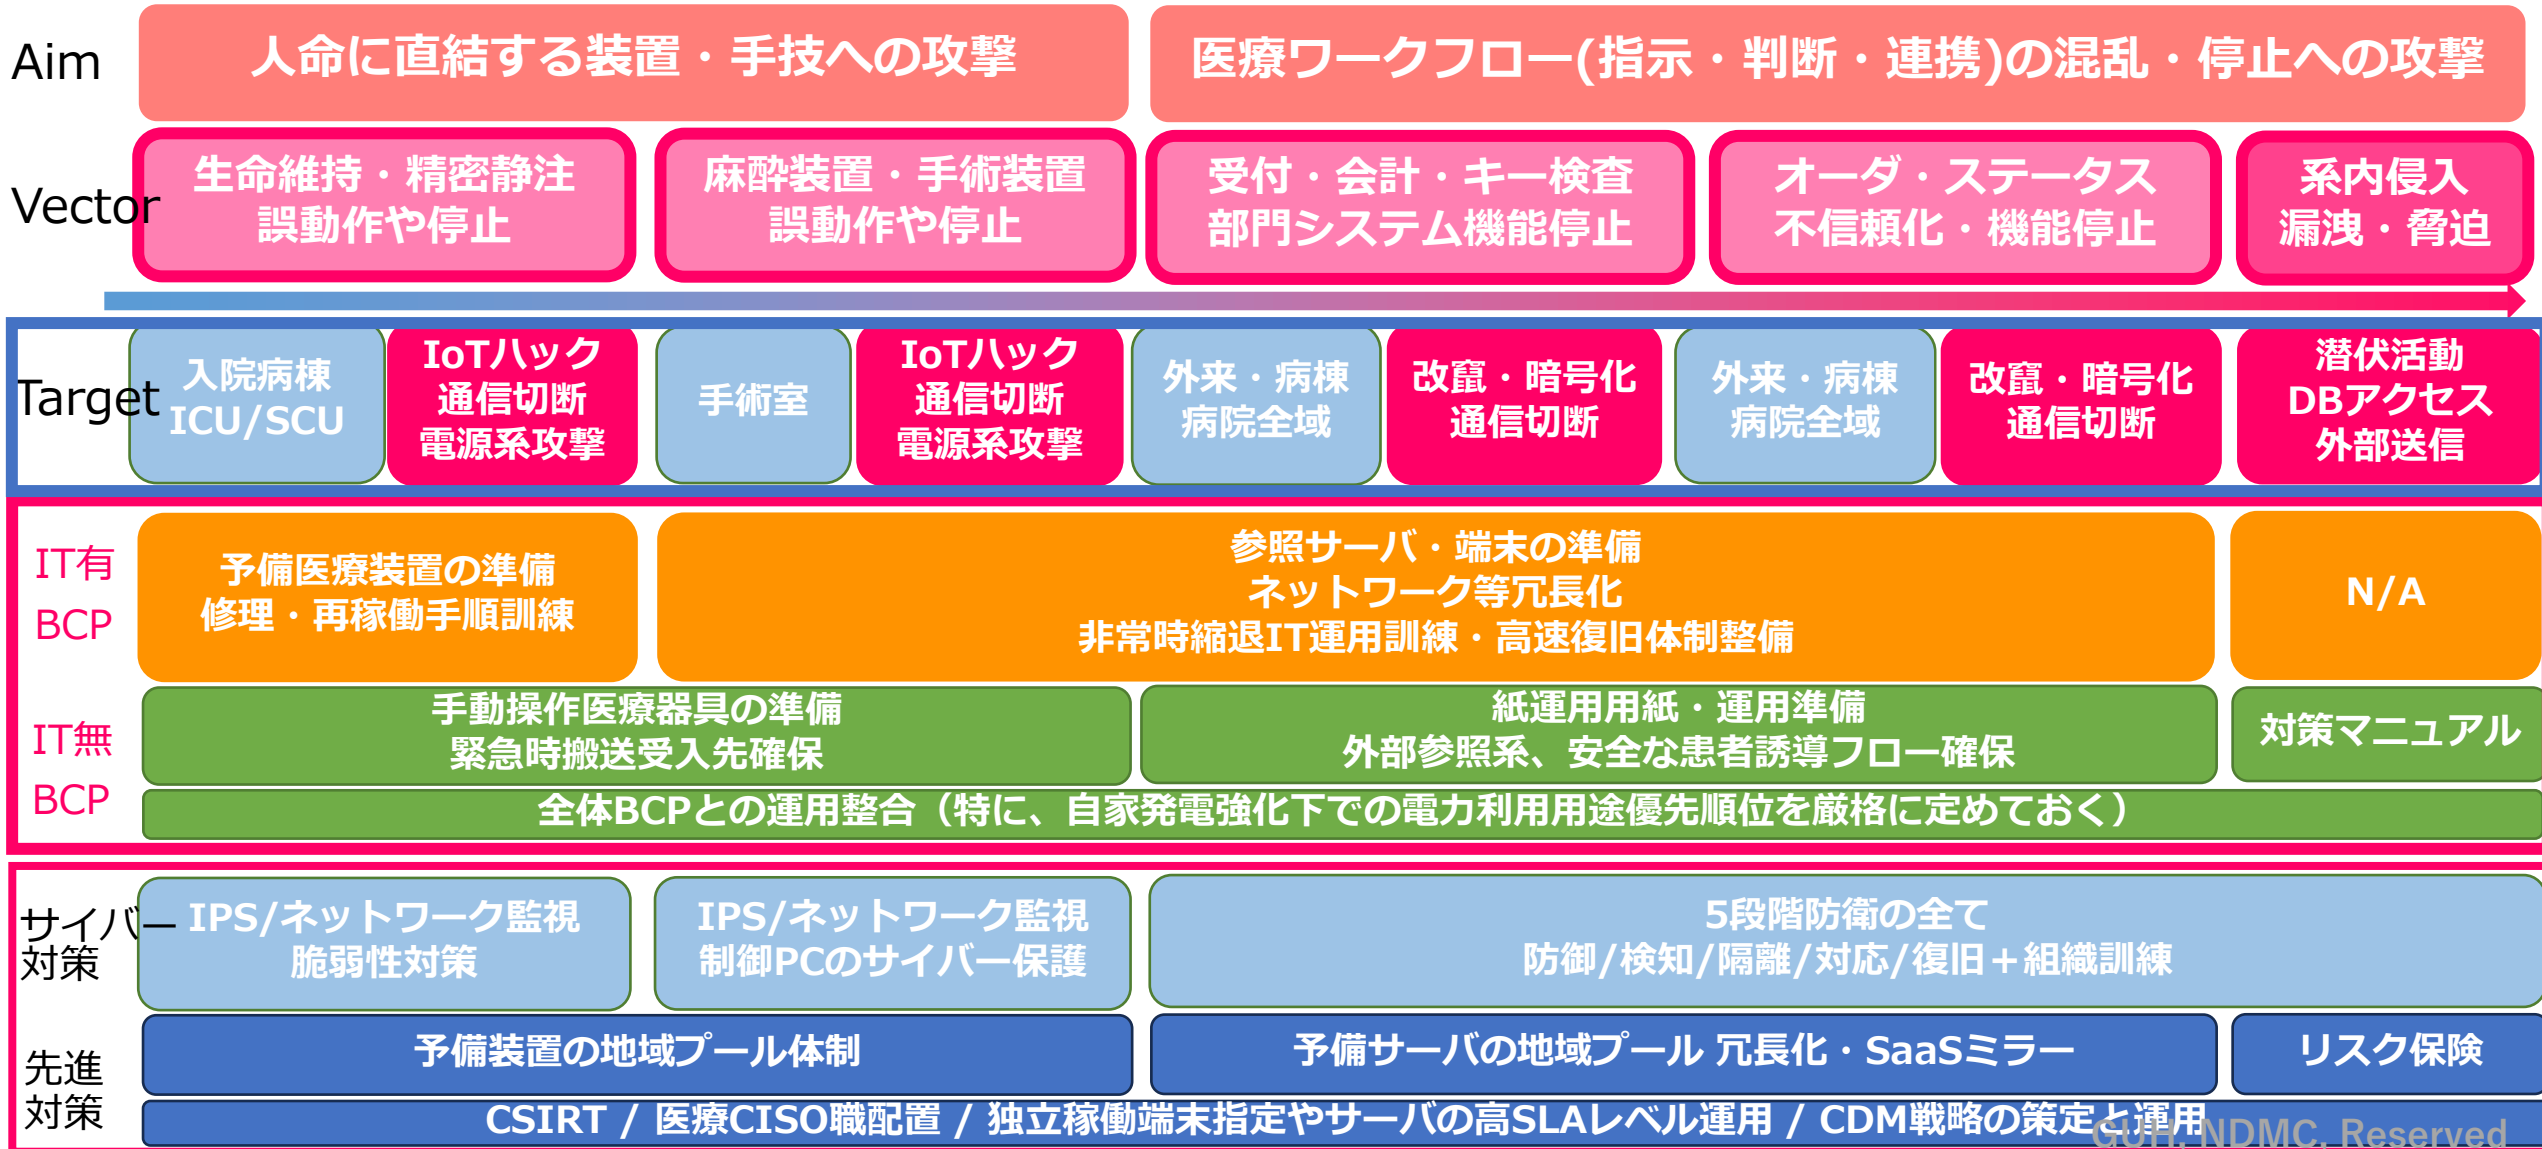 Aim
人命に直結する装置・手技への攻撃
医療ワークフロー(指示・判断・連携)の混乱・停止への攻撃
Vector
生命維持・精密静注
誤動作や停止
麻酔装置・手術装置
誤動作や停止
受付・会計・キー検査
部門システム機能停止
オーダ・ステータス
不信頼化・機能停止
系内侵入
漏洩・脅迫
Target
入院病棟
ICU/SCU
IoTハック
通信切断
電源系攻撃
手術室
IoTハック
通信切断
電源系攻撃
外来・病棟
病院全域
改竄・暗号化
通信切断
外来・病棟
病院全域
改竄・暗号化
通信切断
潜伏活動
DBアクセス
外部送信
IT有
BCP
予備医療装置の準備
修理・再稼働手順訓練
参照サーバ・端末の準備
ネットワーク等冗長化
非常時縮退IT運用訓練・高速復旧体制整備
N/A
IT無
BCP
手動操作医療器具の準備
緊急時搬送受入先確保
紙運用用紙・運用準備
外部参照系、安全な患者誘導フロー確保
対策マニュアル
全体BCPとの運用整合（特に、自家発電強化下での電力利用用途優先順位を厳格に定めておく）
サイバー
対策
IPS/ネットワーク監視
脆弱性対策
IPS/ネットワーク監視
制御PCのサイバー保護
5段階防衛の全て
防御/検知/隔離/対応/復旧＋組織訓練
先進
対策
予備装置の地域プール体制
予備サーバの地域プール 冗長化・SaaSミラー
リスク保険
CSIRT / 医療CISO職配置 / 独立稼働端末指定やサーバの高SLAレベル運用 / CDM戦略の策定と運用
GUH, NDMC, Reserved